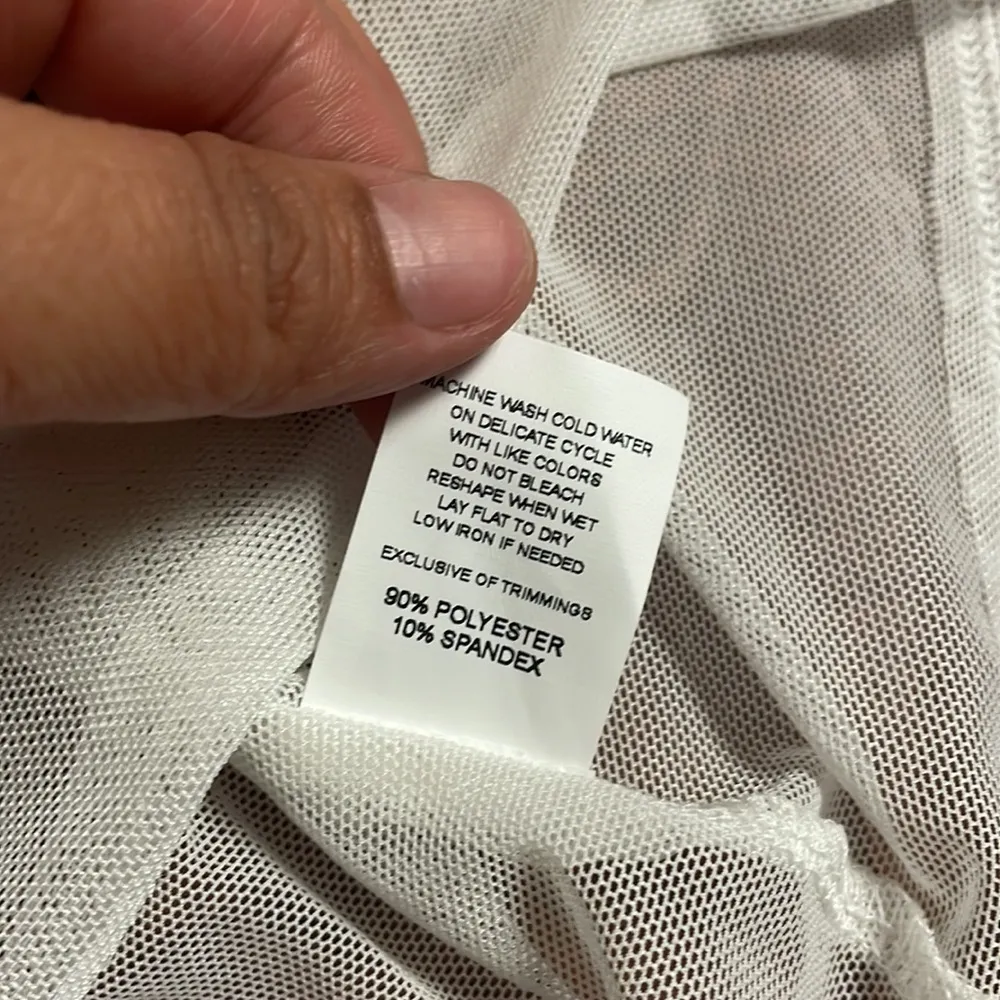 MACHINE WASH COLD WATER
ON DELICATE CYCLE
WITH LIKE COLORS
DO NOT BLEACH
RESHAPE WHEN WET
LAY FLAT TO DRY
LOW IRON IF NEEDED
EXCLUSIVE OF TRIMMINGS
90% POLYESTER
10% SPANDEX